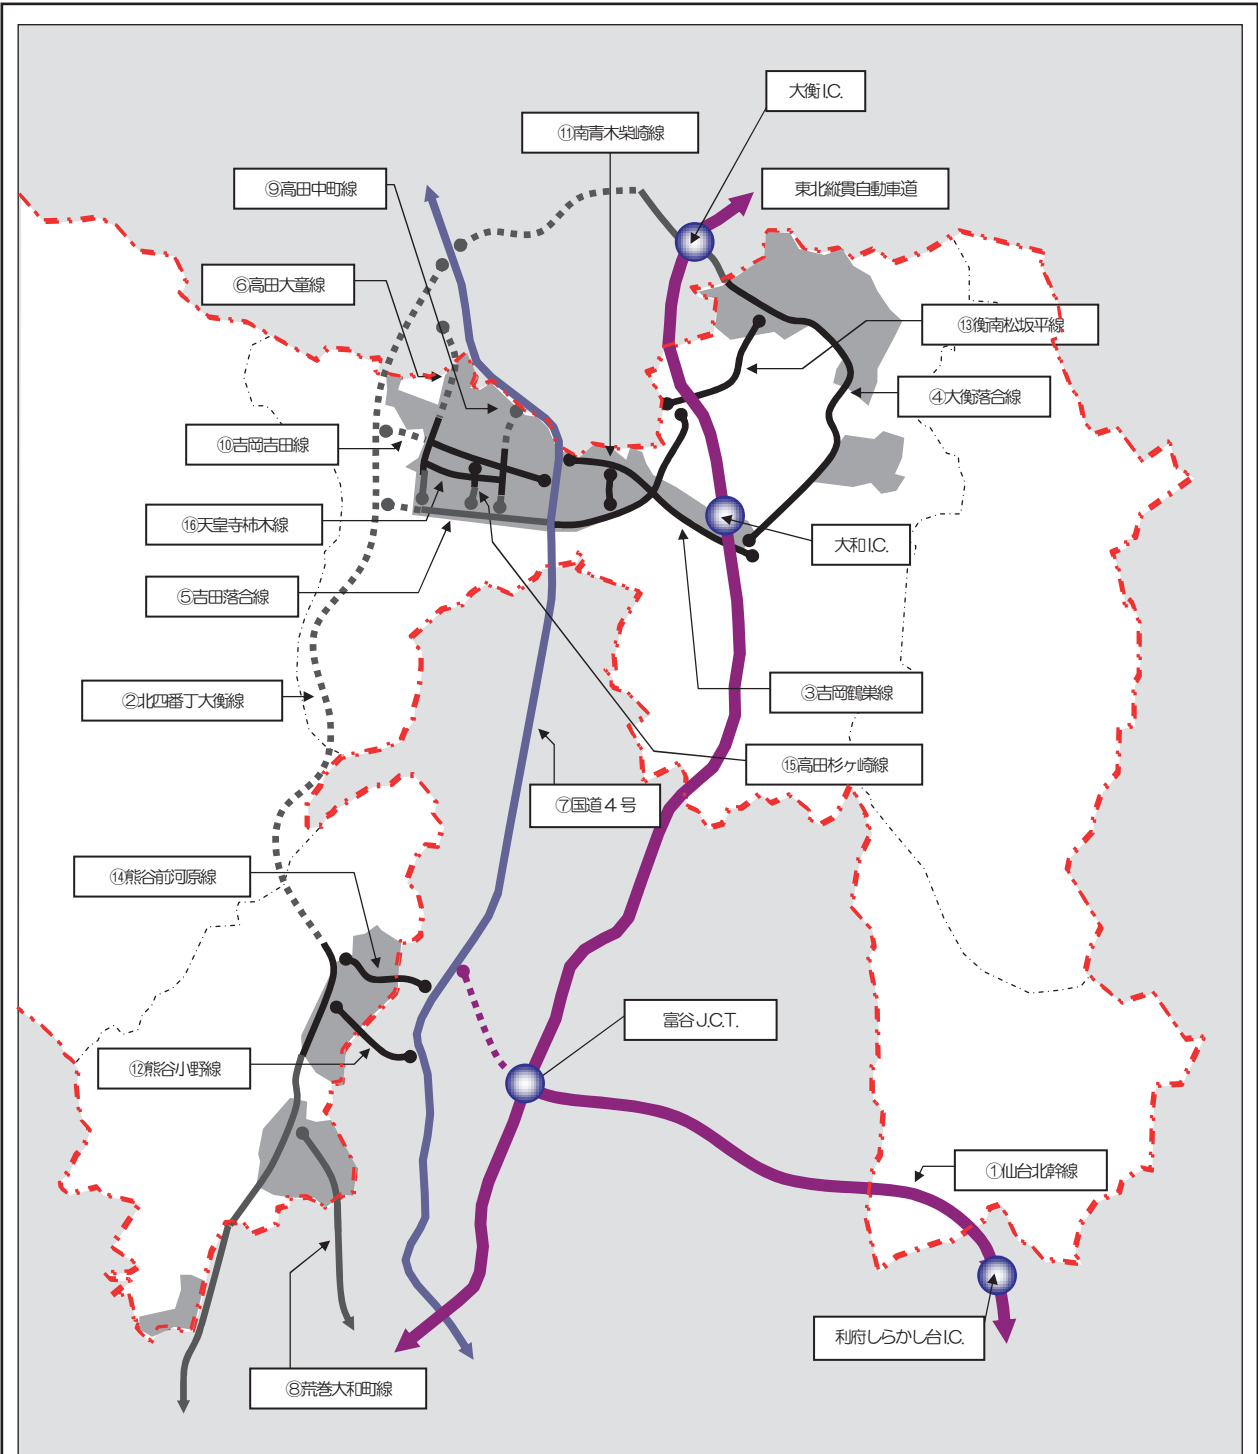 大衡I.C.
⑪南青木柴崎線
⑨高田中町線
東北縦貫自動車道
⑥高田大童線
⑬衡南松坂平線
④大衡落合線
⑩吉岡吉田線
⑯天皇寺柿木線
大和I.C.
⑤吉田落合線
②北四番丁大衡線
③吉岡鶴巣線
⑮高田杉ヶ崎線
⑦国道4号
⑭熊谷前河原線
富谷J.C.T.
⑫熊谷小野線
①仙台北幹線
利府しらかし台I.C.
⑧荒巻大和町線